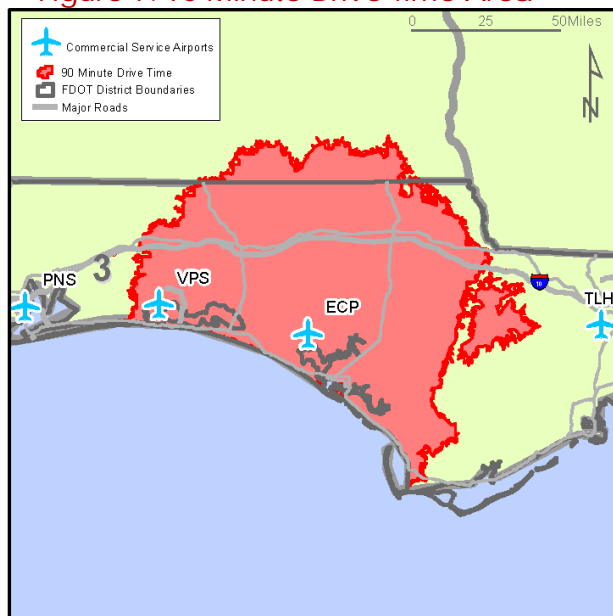 0 25 50Miles
Commercial Service Airports
90 Minute Drive Time
FDOT District Boundaries
Major Roads
N
3
PNS
VPS
ECP
10
TLH